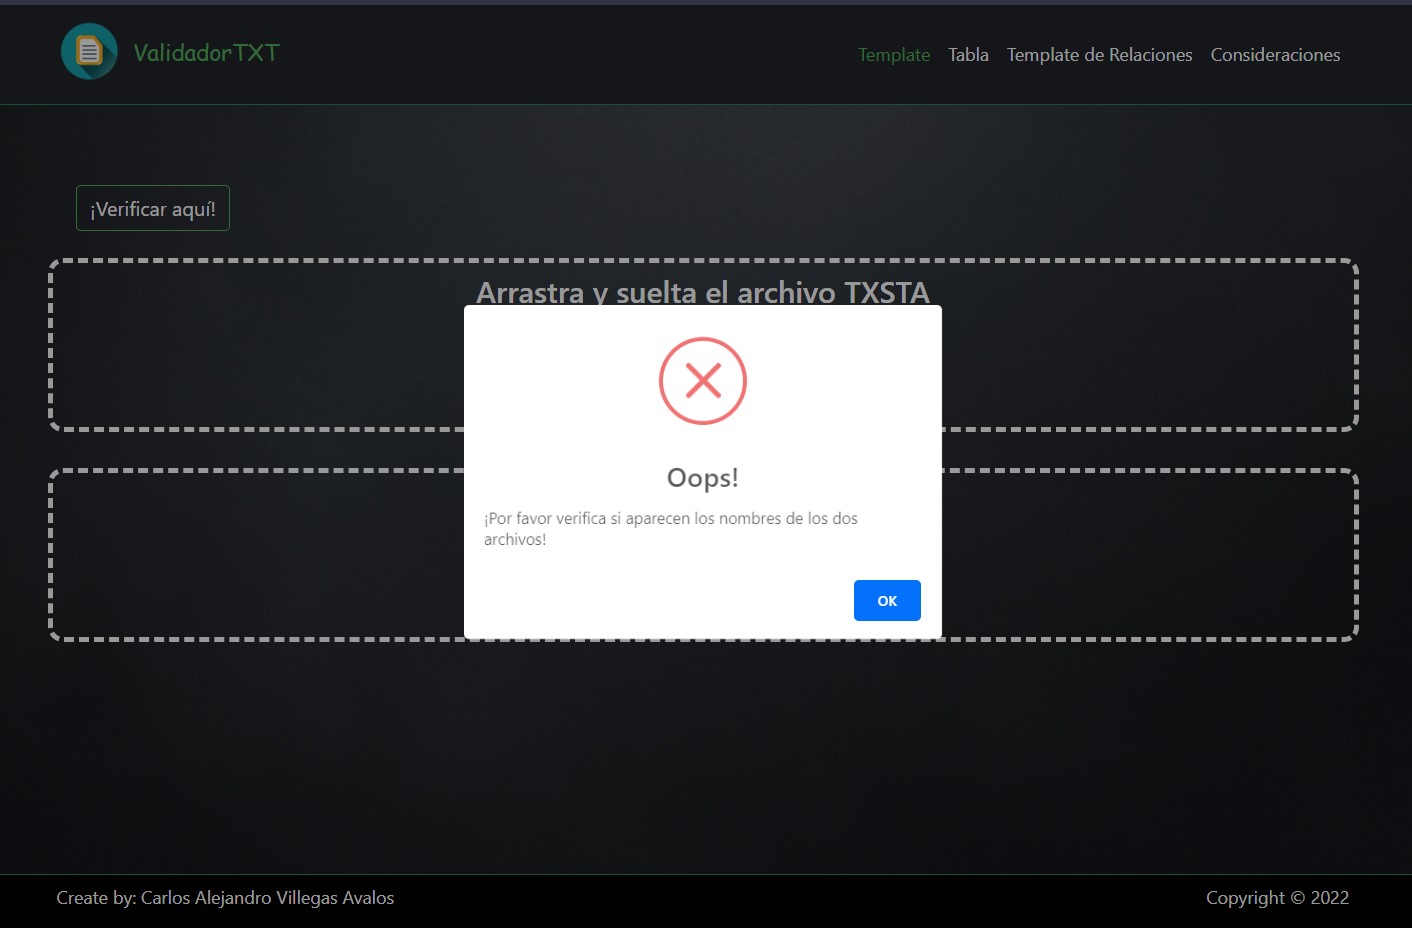 ValidadorTXT
Template Tabla Template de Relaciones Consideraciones
¡Verificar aquí!
Arrastra y suelta el archivo TXSTA
Oops!
¡Por favor verifica si aparecen los nombres de los dos
archivos!
OK
Create by: Carlos Alejandro Villegas Avalos
Copyright © 2022